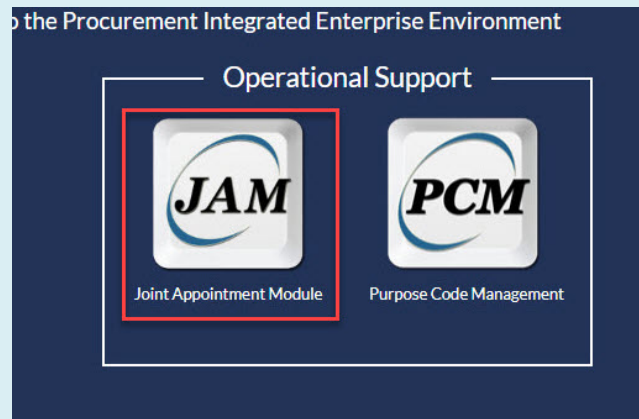 the Procurement Integrated Enterprise Environment
Operational Support
JAM
PCM
Joint Appointment Module
Purpose Code Management